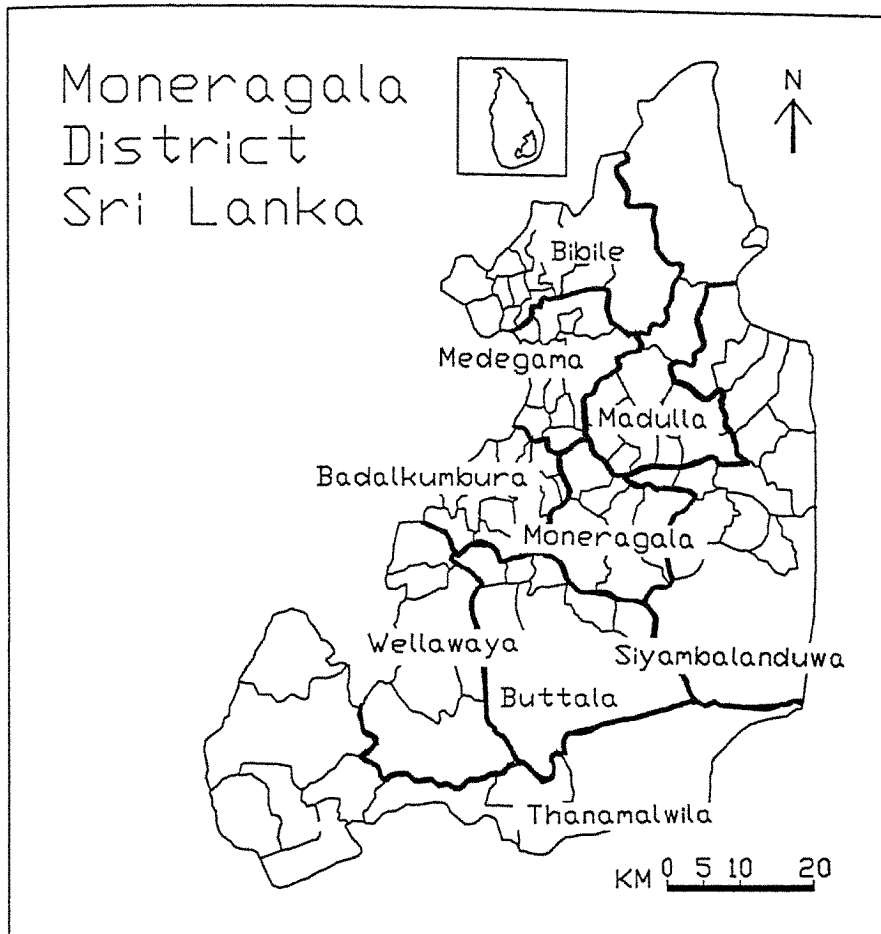 Moneragala
District
Sri Lanka
N
Bibile
Medegama
Madulla
Badalkumbura
Moneragala
Wellawaya
Siyambalanduwa
Buttala
Thanamalwila
KM 0 5 10 20